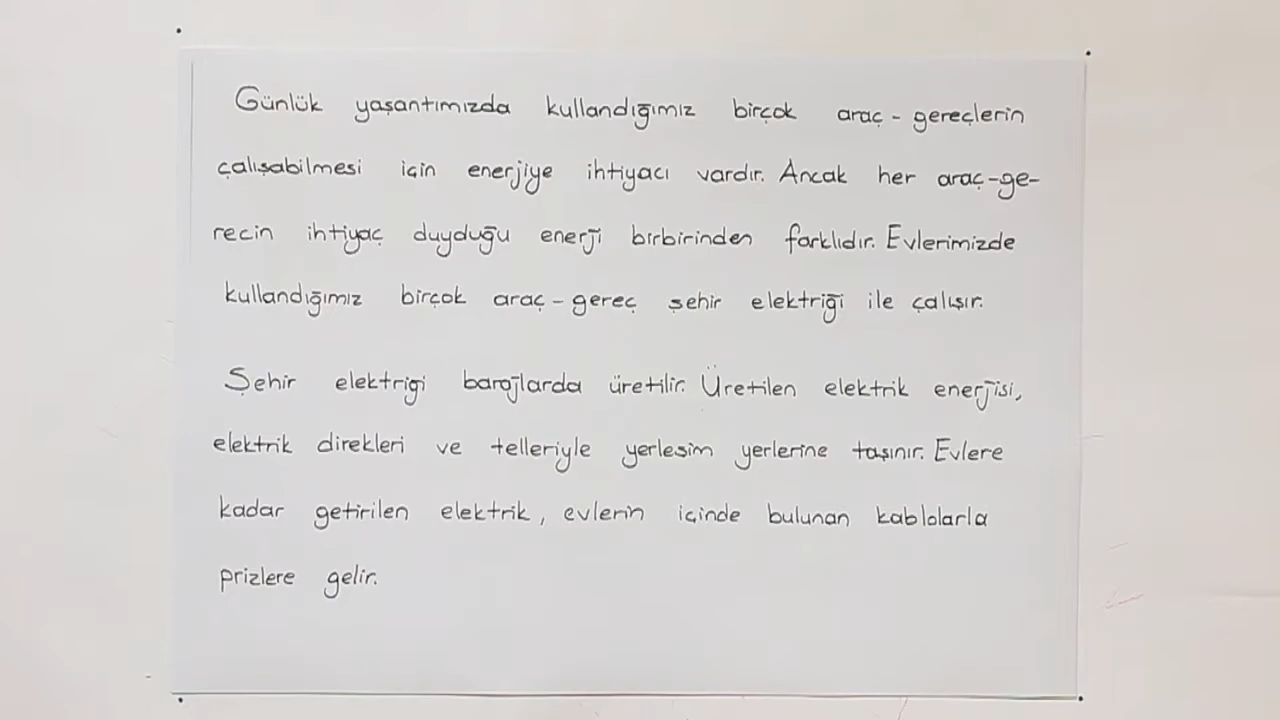 Günlük yaşantımızda kullandığımız birçok araç - gereçlerin
çalışabilmesi için enerjiye ihtiyacı vardır. Ancak her araç-ge-
recin ihtiyaç duyduğu enerji birbirinden farklıdır. Evlerimizde
kullandığımız birçok araç - gereç şehir elektriği ile çalışır.
Şehir elektrigi barajlarda üretilir. Üretilen elektrik enerjisi,
elektrik direkleri ve telleriyle yerleşim yerlerine taşınır. Evlere
kadar getirilen elektrik, evlerin içinde bulunan kablolarla
prizlere gelir.